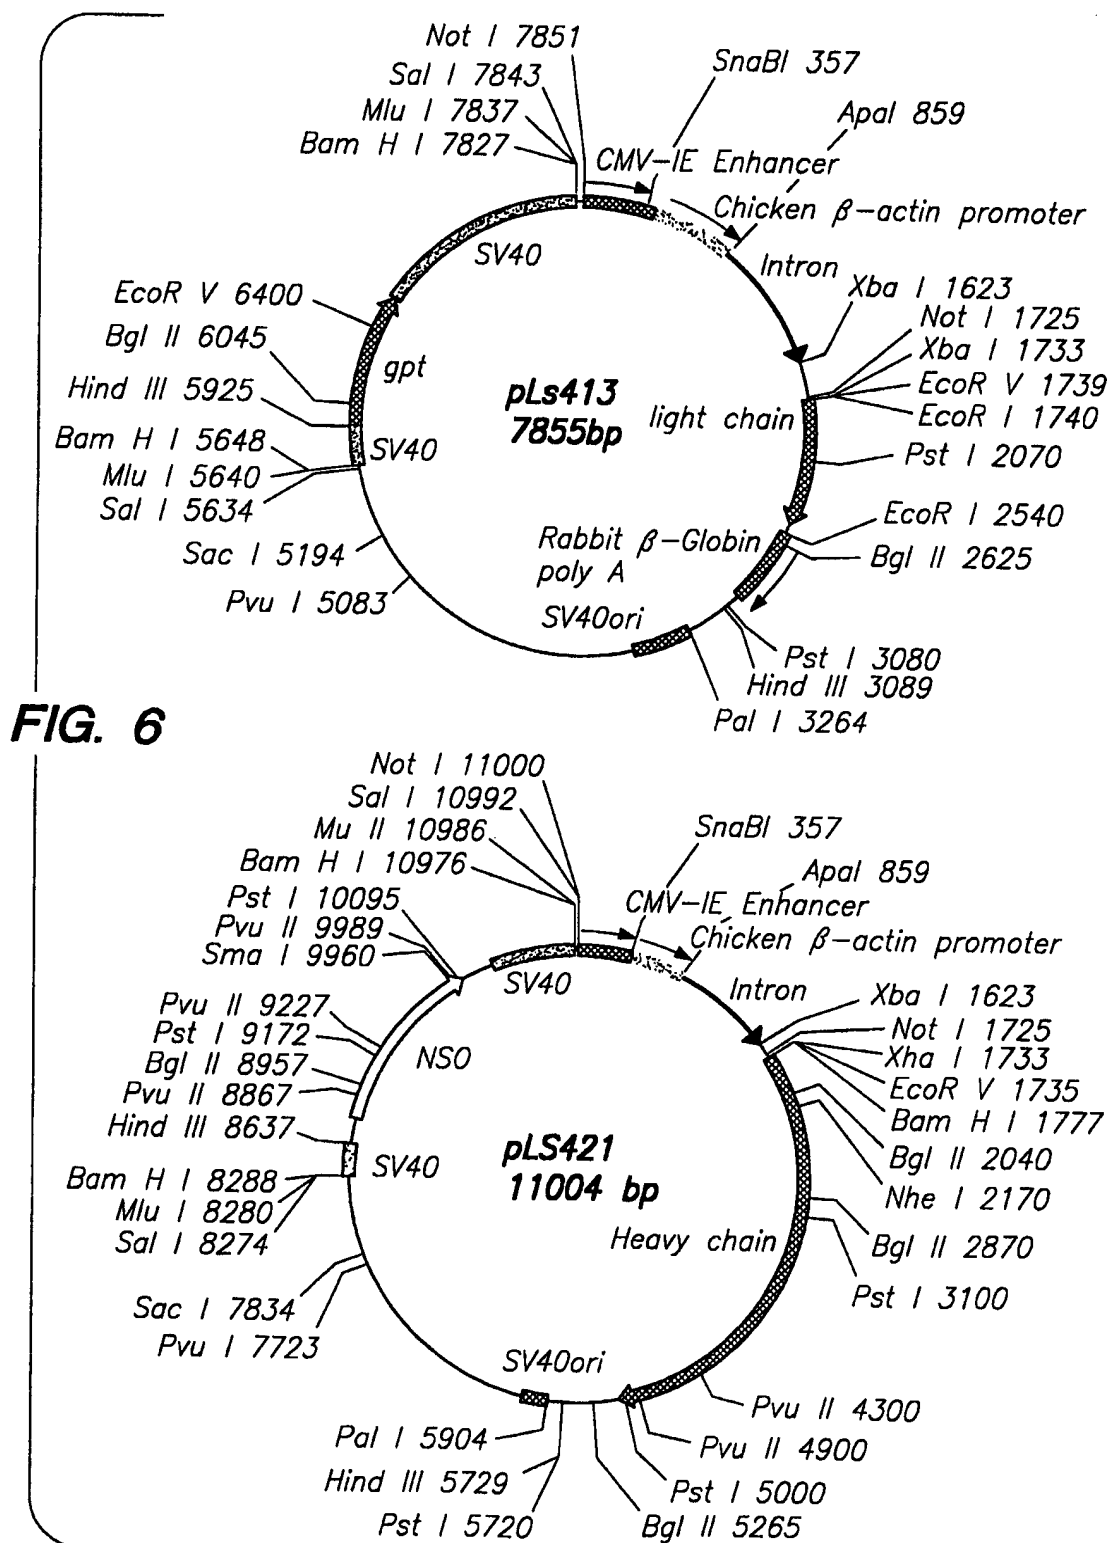 Not I 7851
Sal I 7843
Mlu I 7837
Bam H I 7827
SnaBI 357
ApaI 859
CMV-IE Enhancer
Chicken β-actin promoter
Intron
SV40
Xba I 1623
Not I 1725
Xba I 1733
EcoR V 1739
EcoR I 1740
Pst I 2070
EcoR I 2540
Bgl II 2625
EcoR V 6400
Bgl II 6045
Hind III 5925
Bam H I 5648
Mlu I 5640
Sal I 5634
Sac I 5194
Pvu I 5083
gpt
SV40
pLs413
7855bp
light chain
Rabbit β-Globin
poly A
SV40ori
Pst I 3080
Hind III 3089
Pal I 3264
FIG. 6
Not I 11000
Sal I 10992
Mu II 10986
Bam H I 10976
Pst I 10095
Pvu II 9989
Sma I 9960
SnaBI 357
ApaI 859
CMV-IE Enhancer
Chicken β-actin promoter
SV40
Intron
Pvu II 9227
Pst I 9172
Bgl II 8957
Pvu II 8867
Hind III 8637
NSO
Xba I 1623
Not I 1725
Xha I 1733
EcoR V 1735
Bam H I 1777
Bgl II 2040
Nhe I 2170
Bgl II 2870
Pst I 3100
Bam H I 8288
Mlu I 8280
Sal I 8274
SV40
pLS421
11004 bp
Heavy chain
Sac I 7834
Pvu I 7723
SV40ori
Pal I 5904
Hind III 5729
Pst I 5720
Pvu II 4300
Pvu II 4900
Pst I 5000
Bgl II 5265